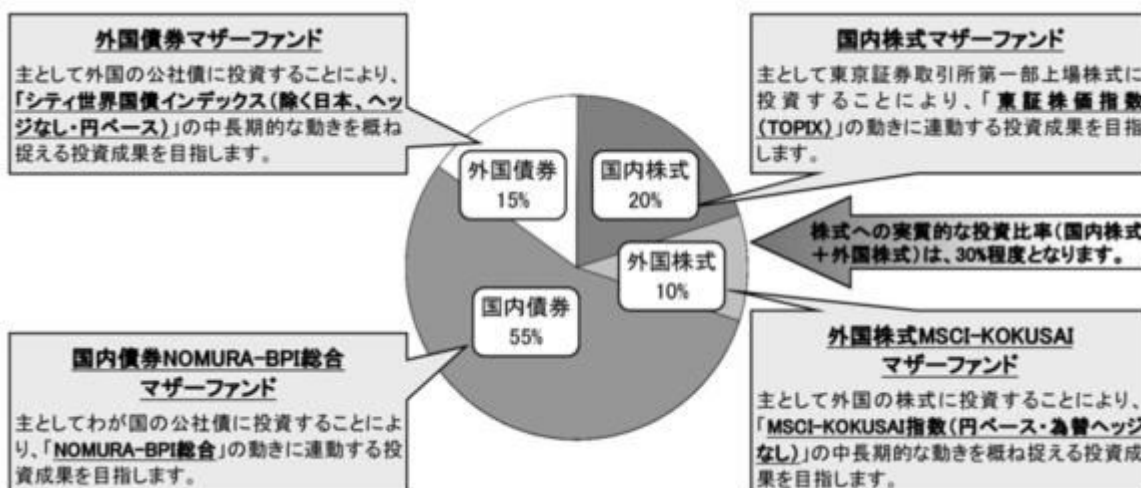 外国債券マザーファンド
主として外国の公社債に投資することにより、
「シティ世界国債インデックス(除く日本、ヘッ
ジなし・円ベース)」の中長期的な動きを概ね
捉える投資成果を目指します。
国内株式マザーファンド
主として東京証券取引所第一部上場株式に
投資することにより、「東証株価指数
(TOPIX)」の動きに連動する投資成果を目指
します。
外国債券
15%
国内株式
20%
株式への実質的な投資比率(国内株式
+外国株式)は、30%程度となります。
外国株式
10%
国内債券
55%
国内債券NOMURA-BPI総合
マザーファンド
主としてわが国の公社債に投資することによ
り、「NOMURA-BPI総合」の動きに連動する投
資成果を目指します。
外国株式MSCI-KOKUSAI
マザーファンド
主として外国の株式に投資することにより、
「MSCI-KOKUSAI指数(円ベース・為替ヘッジ
なし)」の中長期的な動きを概ね捉える投資成
果を目指します。